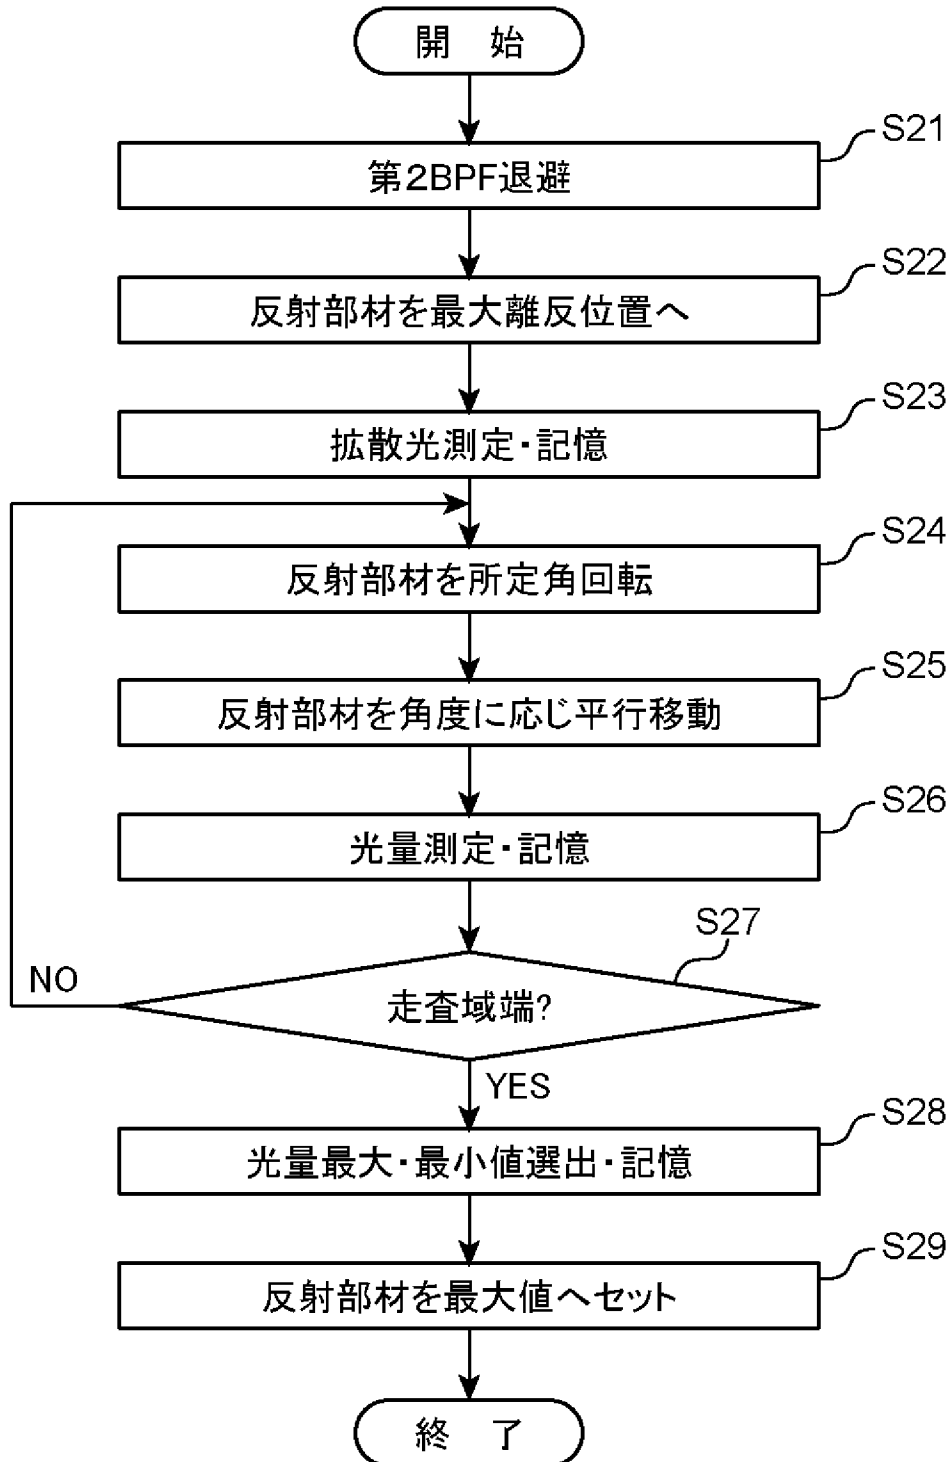 開 始
S21
第2BPF退避
S22
反射部材を最大離反位置へ
S23
拡散光測定・記憶
S24
反射部材を所定角回転
S25
反射部材を角度に応じ平行移動
S26
光量測定・記憶
S27
走査域端?
NO
YES
S28
光量最大・最小値選出・記憶
S29
反射部材を最大値へセット
終 了